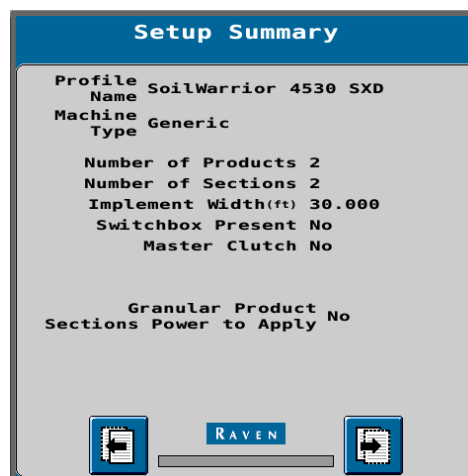 Setup Summary
Profile Name SoilWarrior 4530 SXD
Machine Type Generic
Number of Products 2
Number of Sections 2
Implement Width(ft) 30.000
Switchbox Present No
Master Clutch No
Granular Product
Sections Power to Apply No
RAVEN